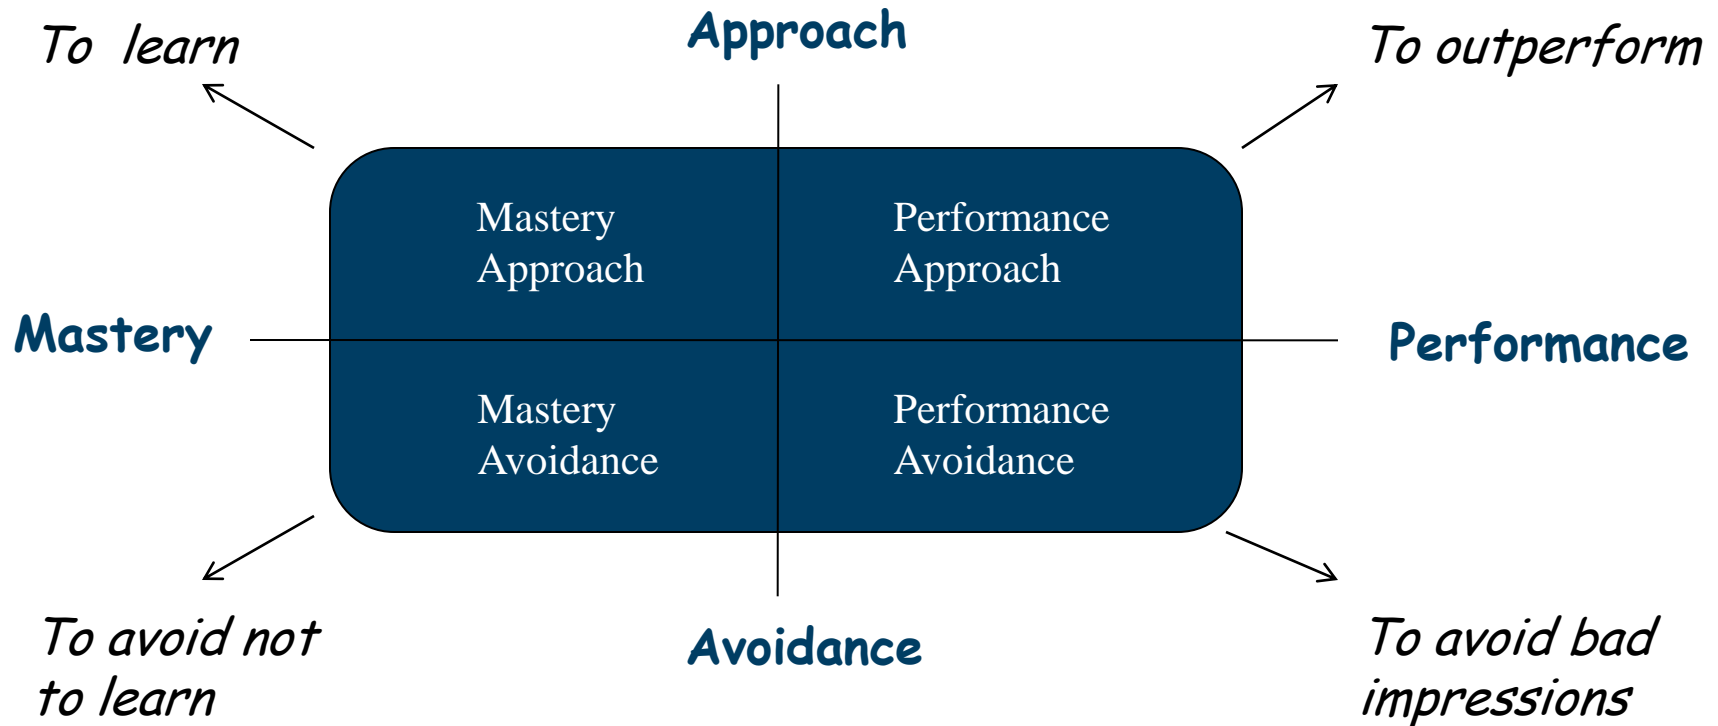 To learn
Approach
To outperform
Mastery
Approach
Performance
Approach
Mastery
Performance
Mastery
Avoidance
Performance
Avoidance
To avoid not
to learn
Avoidance
To avoid bad
impressions